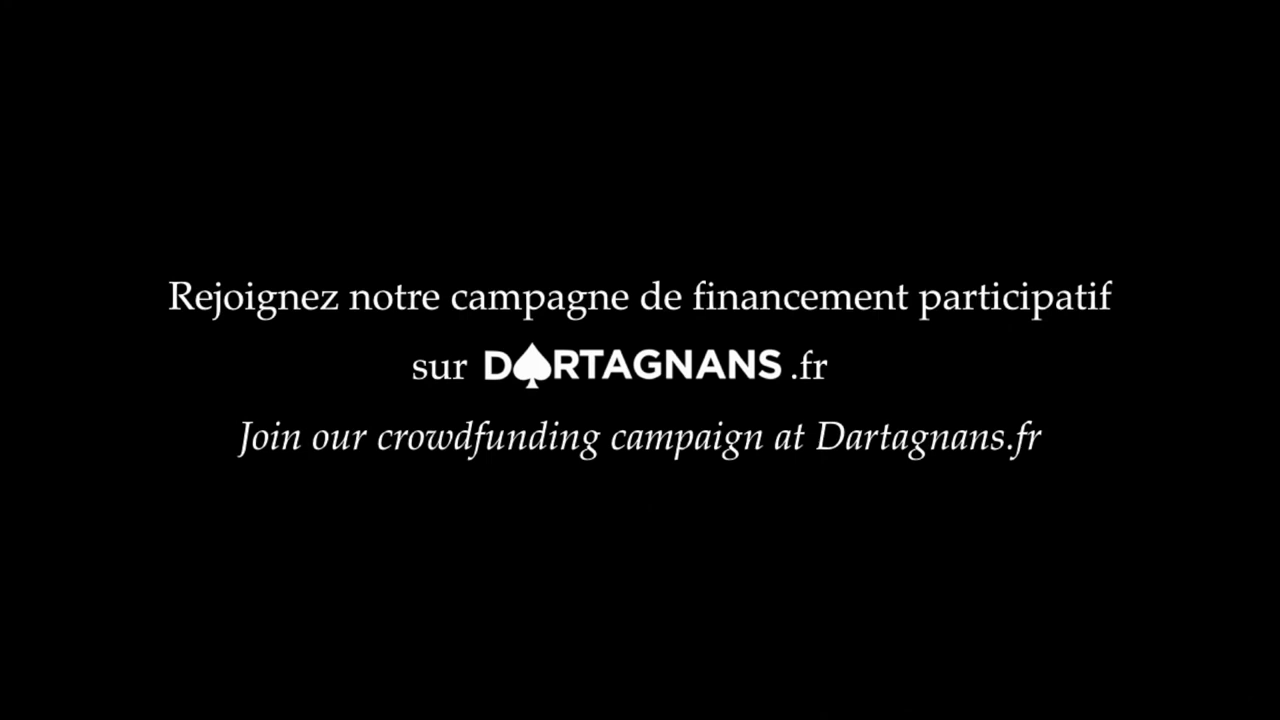 Rejoignez notre campagne de financement participatif
sur DARTAGNANS .fr
Join our crowdfunding campaign at Dartagnans.fr